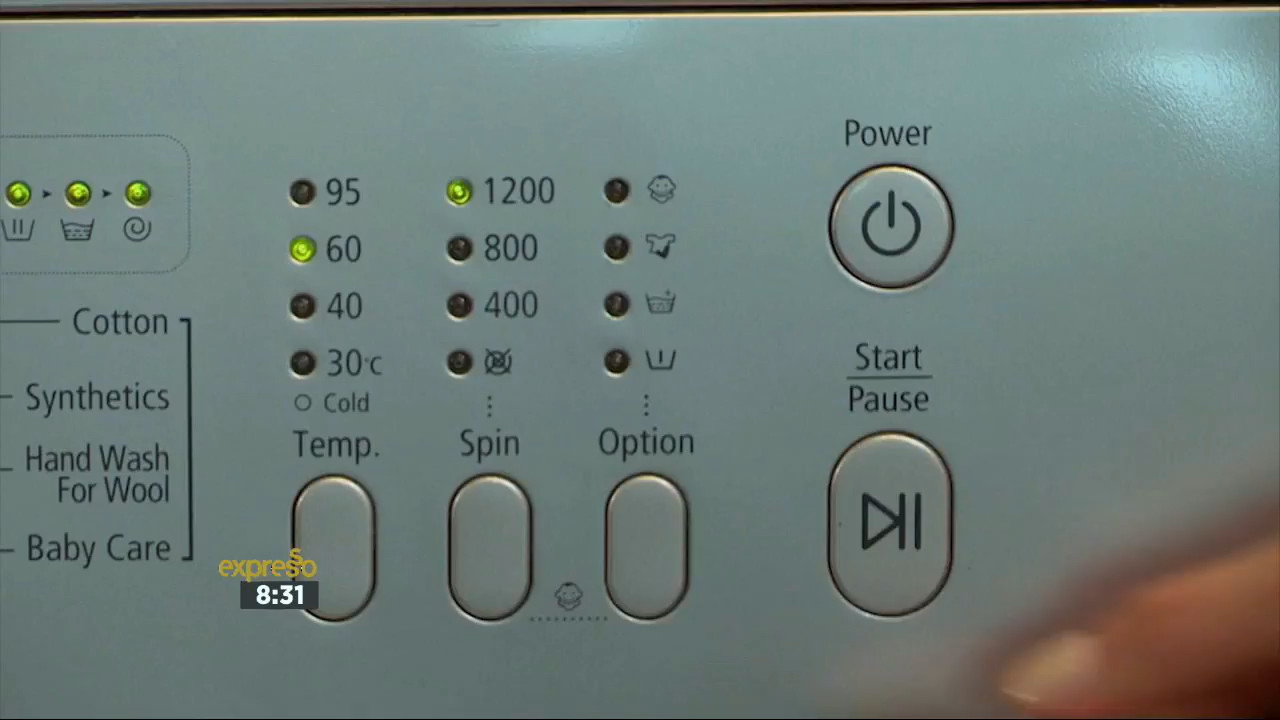 Power
95
1200
60
800
40
400
30°c
Cold
Temp.
Spin
Option
Start
Pause
Cotton
Synthetics
Hand Wash
For Wool
Baby Care
expresso
8:31